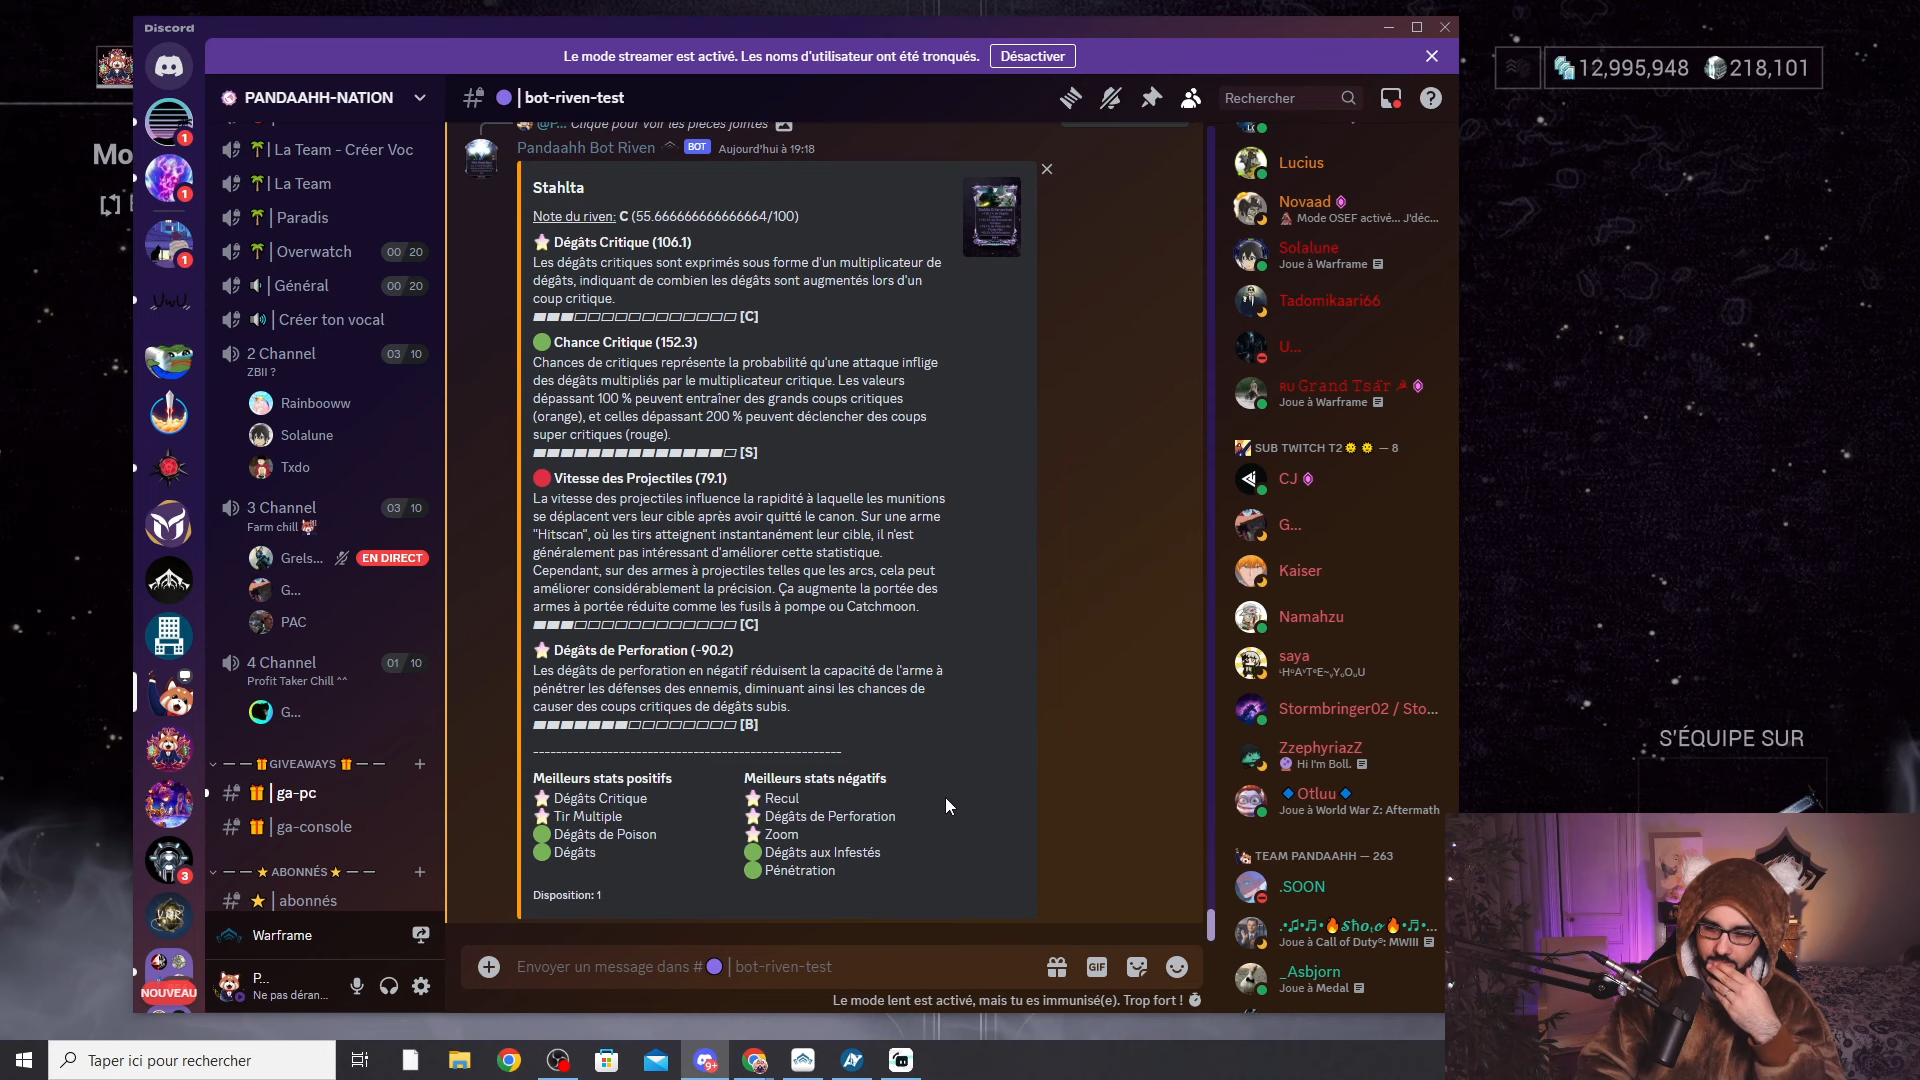 Discord
Le mode streamer est activé. Les noms d'utilisateur ont été tronqués.
Désactiver
12,995,948
218,101
PANDAAHH-NATION
| bot-riven-test
Rechercher
Mo
| La Team - Créer Voc
| La Team
| Paradis
| Overwatch
00 20
| Général
00 20
| Créer ton vocal
2 Channel
03 10
ZBII ?
Rainbooww
Solalune
Txdo
3 Channel
03 10
Farm chill
Grels...
EN DIRECT
G...
PAC
4 Channel
01 10
Profit Taker Chill ^^
G...
GIVEAWAYS
| ga-pc
| ga-console
ABONNÉS
| abonnés
Warframe
P...
Ne pas déran...
NOUVEAU
@P... Clique pour voir les pièces jointes
Pandaahh Bot Riven
BOT
Aujourd'hui à 19:18
Stahlta
Note du riven: C (55.666666666666664/100)
Dégâts Critique (106.1)
Les dégâts critiques sont exprimés sous forme d'un multiplicateur de
dégâts, indiquant de combien les dégâts sont augmentés lors d'un
coup critique.
[C]
Chance Critique (152.3)
Chances de critiques représente la probabilité qu'une attaque inflige
des dégâts multipliés par le multiplicateur critique. Les valeurs
dépassant 100 % peuvent entraîner des grands coups critiques
(orange), et celles dépassant 200 % peuvent déclencher des coups
super critiques (rouge).
[S]
Vitesse des Projectiles (79.1)
La vitesse des projectiles influence la rapidité à laquelle les munitions
se déplacent vers leur cible après avoir quitté le canon. Sur une arme
"Hitscan", où les tirs atteignent instantanément leur cible, il n'est
généralement pas intéressant d'améliorer cette statistique.
Cependant, sur des armes à projectiles telles que les arcs, cela peut
améliorer considérablement la précision. Ça augmente la portée des
armes à portée réduite comme les fusils à pompe ou Catchmoon.
[C]
Dégâts de Perforation (-90.2)
Les dégâts de perforation en négatif réduisent la capacité de l'arme à
pénétrer les défenses des ennemis, diminuant ainsi les chances de
causer des coups critiques de dégâts subis.
[B]
Meilleurs stats positifs
Dégâts Critique
Tir Multiple
Dégâts de Poison
Dégâts
Meilleurs stats négatifs
Recul
Dégâts de Perforation
Zoom
Dégâts aux Infestés
Pénétration
Disposition: 1
Envoyer un message dans #
| bot-riven-test
GIF
Le mode lent est activé, mais tu es immunisé(e). Trop fort !
Lucius
Novaad
Mode OSEF activé... J'déc...
Solalune
Joue à Warframe
Tadomikaari66
U...
RU Grand Tsar
Joue à Warframe
SUB TWITCH T2 — 8
CJ
G...
Kaiser
Namahzu
saya
Stormbringer02 / Sto...
ZzephyriazZ
Hi I'm Boll.
Otluu
Joue à World War Z: Aftermath
TEAM PANDAAHH — 263
.SOON
Joue à Call of Duty®: MWIII
_Asbjorn
Joue à Medal
S'ÉQUIPE SUR
Taper ici pour rechercher
9+
1
1
1
3
UwU